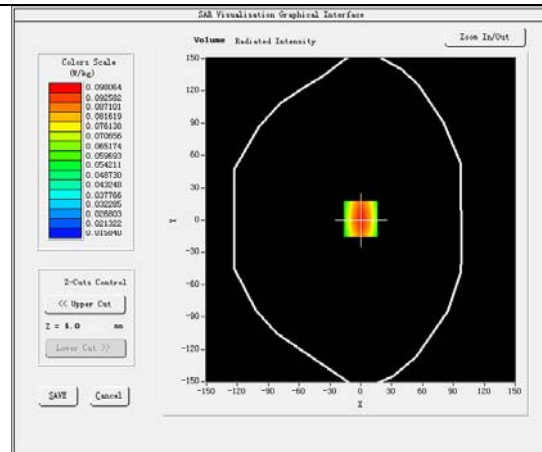 SAR Visualisation Graphical Interface
Volume Radiated Intensity
Zoom In/Out
Colors Scale
(W/kg)
0.098064
0.092582
0.087101
0.081619
0.076138
0.070656
0.065174
0.059693
0.054211
0.048730
0.043248
0.037766
0.032285
0.026803
0.021322
0.015840
150
120
90
60
30
0
-30
-60
-90
-120
-150
Y
-150 -120 -90 -60 -30 0 30 60 90 120 150
X
Z-Cuts Control
<< Upper Cut
Z = 4.0 mm
Lower Cut >>
SAVE Cancel